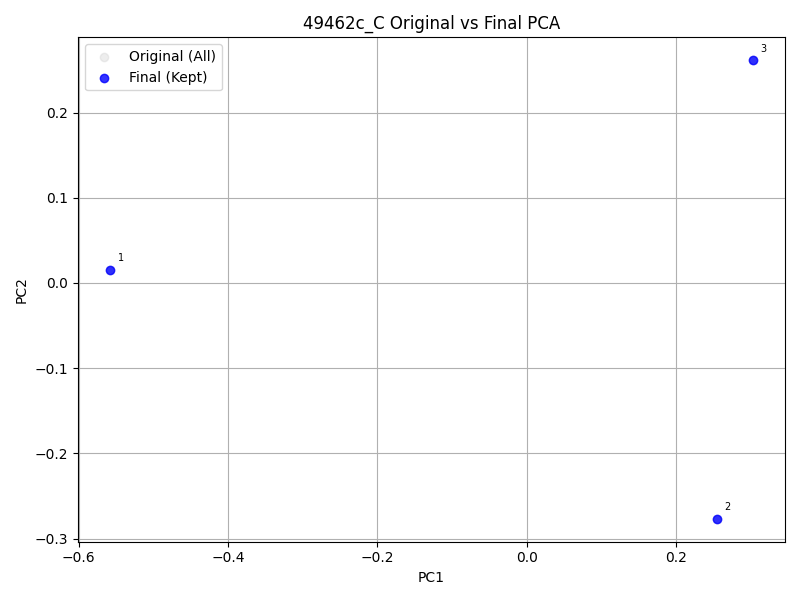 49462c_C Original vs Final PCA
Original (All)
Final (Kept)
3
1
2
0.2
0.1
0.0
−0.1
−0.2
−0.3
PC2
−0.6
−0.4
−0.2
0.0
0.2
PC1